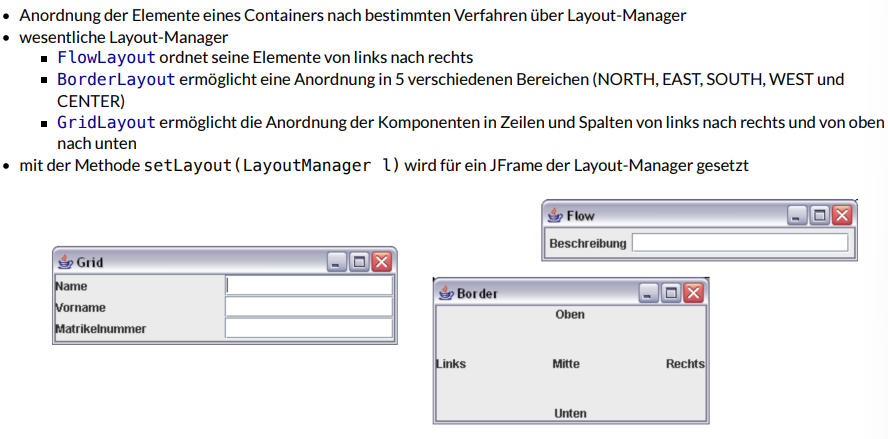 Anordnung der Elemente eines Containers nach bestimmten Verfahren über Layout-Manager
wesentliche Layout-Manager
FlowLayout ordnet seine Elemente von links nach rechts
BorderLayout ermöglicht eine Anordnung in 5 verschiedenen Bereichen (NORTH, EAST, SOUTH, WEST und
CENTER)
GridLayout ermöglicht die Anordnung der Komponenten in Zeilen und Spalten von links nach rechts und von oben
nach unten
mit der Methode setLayout(LayoutManager l) wird für ein JFrame der Layout-Manager gesetzt
Flow
Beschreibung
Grid
Name
Vorname
Matrikelnummer
Border
Oben
Links Mitte Rechts
Unten